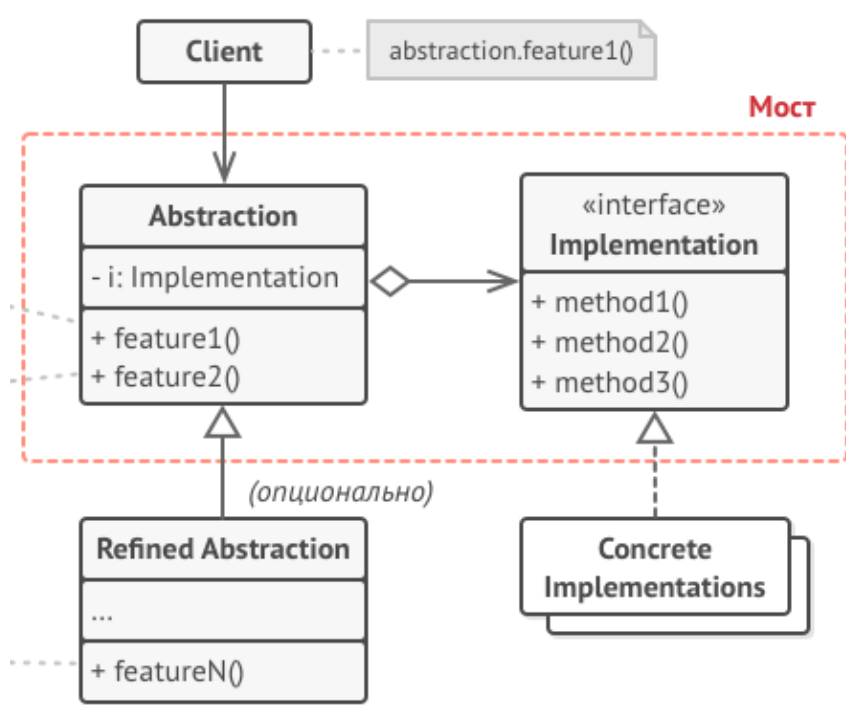 Client
abstraction.feature1()
Мост
Abstraction
- i: Implementation
+ feature1()
+ feature2()
«interface»
Implementation
+ method1()
+ method2()
+ method3()
(опционально)
Refined Abstraction
...
+ featureN()
Concrete
Implementations